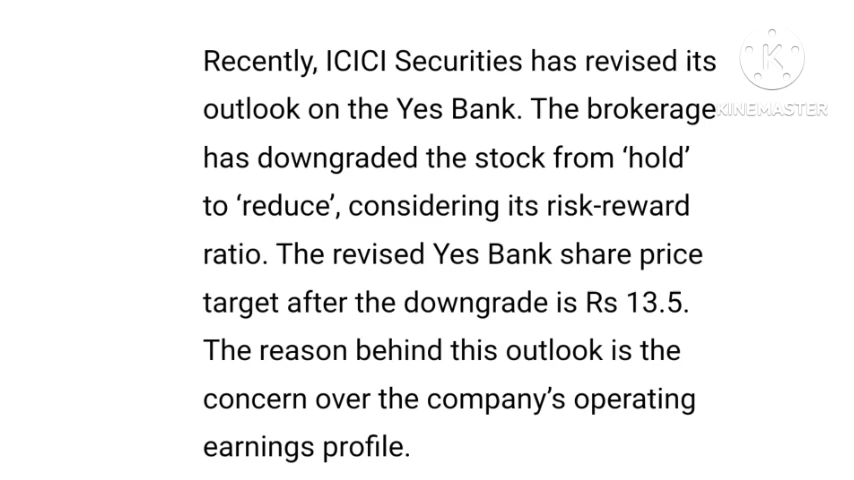 Recently, ICICI Securities has revised its
outlook on the Yes Bank. The brokerage
has downgraded the stock from ‘hold’
to ‘reduce’, considering its risk-reward
ratio. The revised Yes Bank share price
target after the downgrade is Rs 13.5.
The reason behind this outlook is the
concern over the company’s operating
earnings profile.
K
KINEMASTER